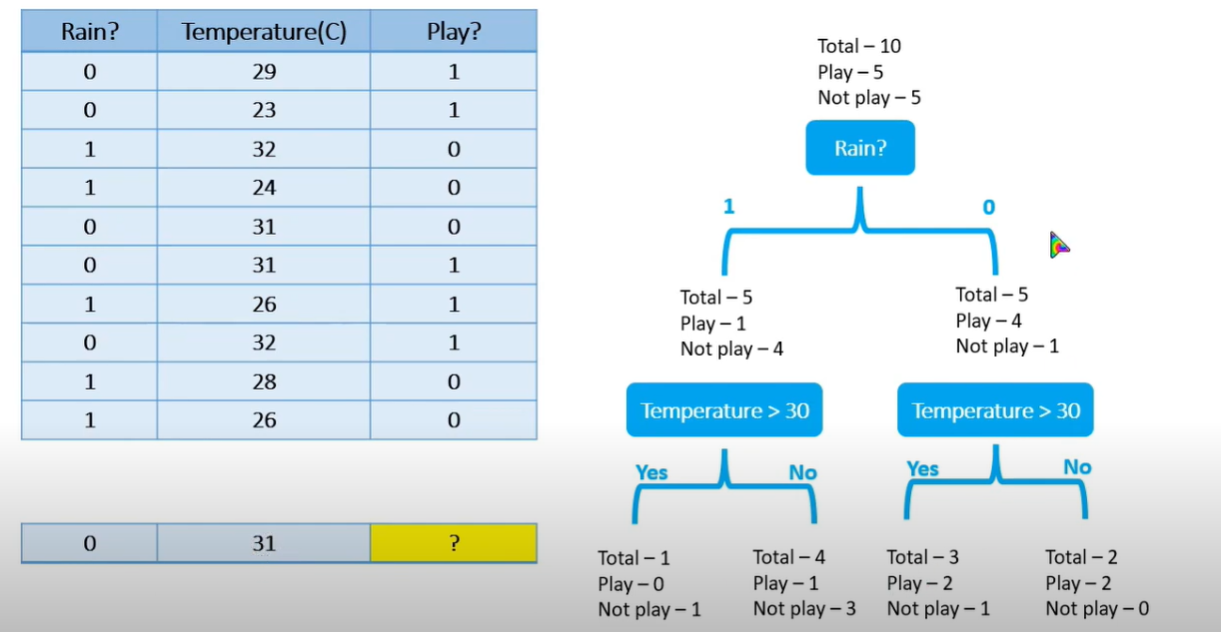 Rain? Temperature(C) Play?
0 29 1
0 23 1
1 32 0
1 24 0
0 31 0
0 31 1
1 26 1
0 32 1
1 28 0
1 26 0
0 31 ?
Total – 10
Play – 5
Not play – 5
Rain?
1 0
Total – 5
Play – 1
Not play – 4
Total – 5
Play – 4
Not play – 1
Temperature > 30
Temperature > 30
Yes No
Yes No
Total – 1
Play – 0
Not play – 1
Total – 4
Play – 1
Not play – 3
Total – 3
Play – 2
Not play – 1
Total – 2
Play – 2
Not play – 0